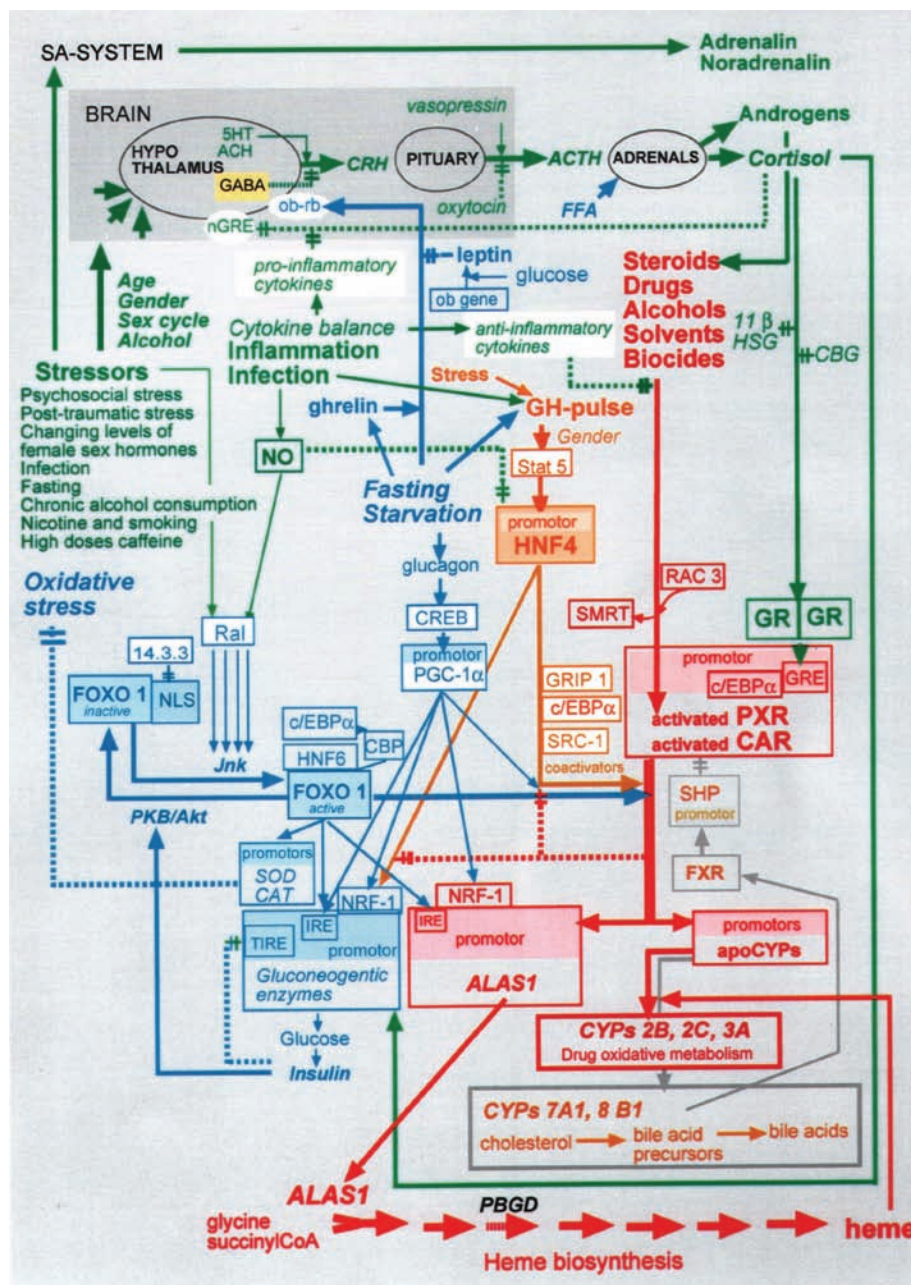 SA-SYSTEM
Adrenalin
Noradrenalin
BRAIN
vasopressin
5HT
ACH
HYPO
THALAMUS
GABA
CRH
PITUARY
ACTH
ADRENALS
Androgens
Cortisol
ob-rb
nGRE
oxytocin
FFA
pro-inflammatory
cytokines
leptin
glucose
ob gene
Steroids
Drugs
Alcohols
Solvents
Biocides
11 β
HSG
CBG
Age
Gender
Sex cycle
Alcohol
Cytokine balance
Inflammation
Infection
anti-inflammatory
cytokines
Stressors
Psychosocial stress
Post-traumatic stress
Changing levels of
female sex hormones
Infection
Fasting
Chronic alcohol consumption
Nicotine and smoking
High doses caffeine
Stress
ghrelin
GH-pulse
Gender
NO
Stat 5
Fasting
Starvation
promotor
HNF4
Oxidative
stress
glucagon
RAC 3
SMRT
GR GR
Ral
CREB
14.3.3
promotor
PGC-1α
promotor
GRE
c/EBPα
FOXO 1
inactive
NLS
GRIP 1
c/EBPα
SRC-1
coactivators
activated PXR
activated CAR
c/EBPα
CBP
HNF6
Jnk
FOXO 1
active
SHP
promotor
PKB/Akt
promotors
SOD
CAT
FXR
NRF-1
NRF-1
IRE
IRE
TIRE
promotor
promotor
promotors
apoCYPs
Gluconeogentic
enzymes
ALAS1
Glucose
Insulin
CYPs 2B, 2C, 3A
Drug oxidative metabolism
CYPs 7A1, 8 B1
cholesterol
bile acid
precursors
bile acids
ALAS1
PBGD
glycine
succinylCoA
heme
Heme biosynthesis